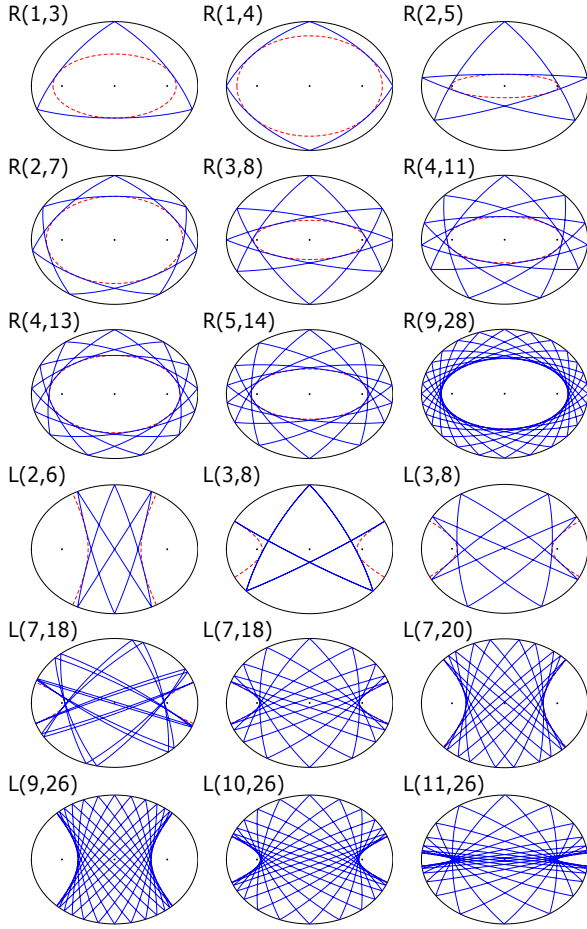 R(1,3) R(1,4) R(2,5)
R(2,7) R(3,8) R(4,11)
R(4,13) R(5,14) R(9,28)
L(2,6) L(3,8) L(3,8)
L(7,18) L(7,18) L(7,20)
L(9,26) L(10,26) L(11,26)